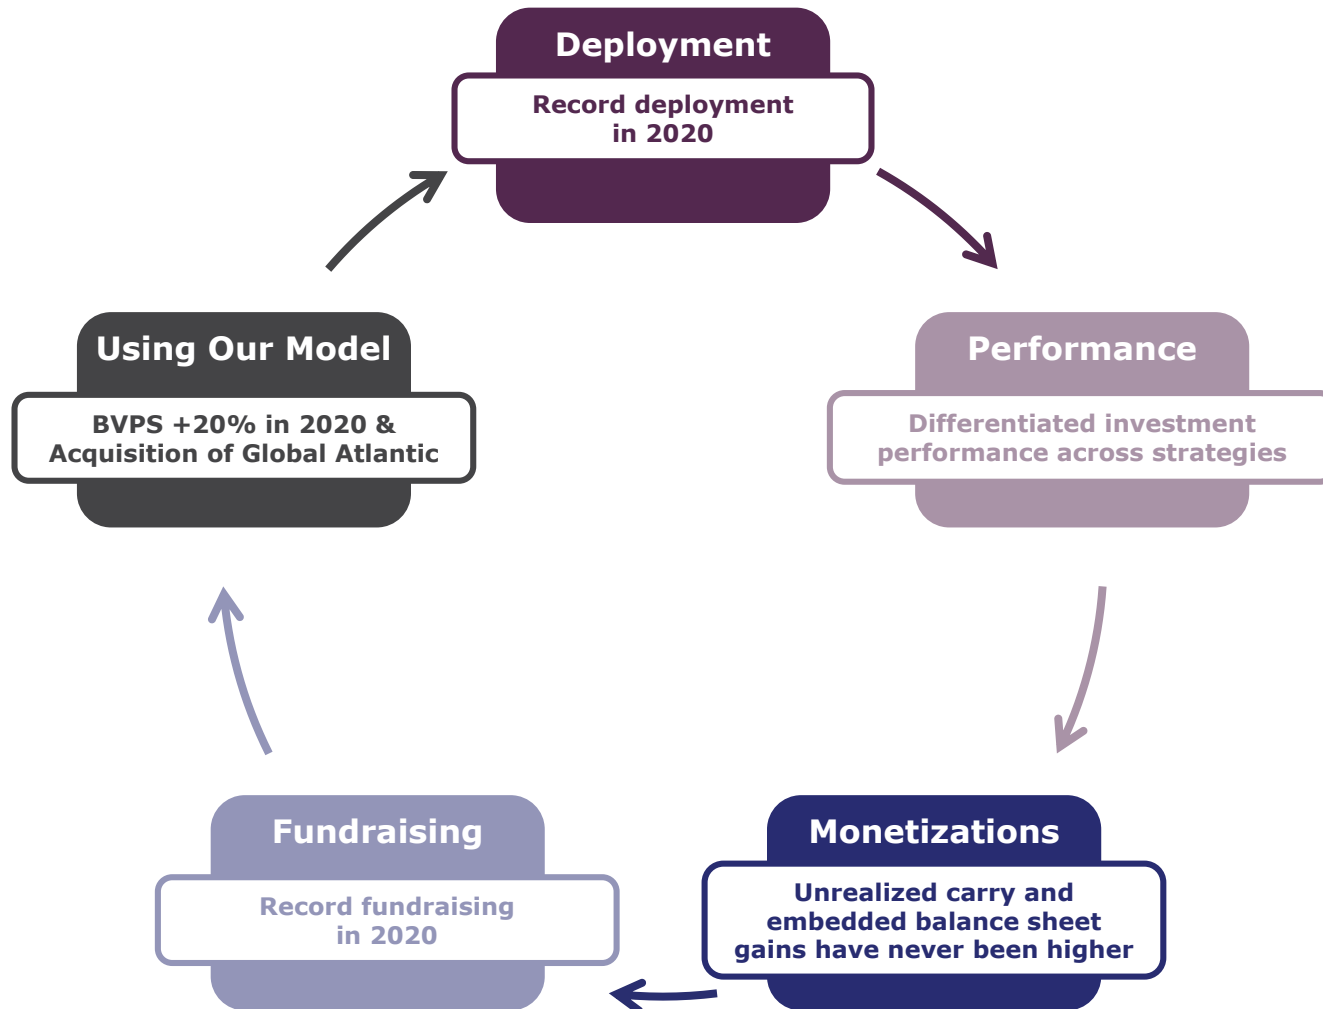 Deployment
Record deployment
in 2020
Using Our Model
BVPS +20% in 2020 &
Acquisition of Global Atlantic
Performance
Differentiated investment
performance across strategies
Fundraising
Record fundraising
in 2020
Monetizations
Unrealized carry and
embedded balance sheet
gains have never been higher